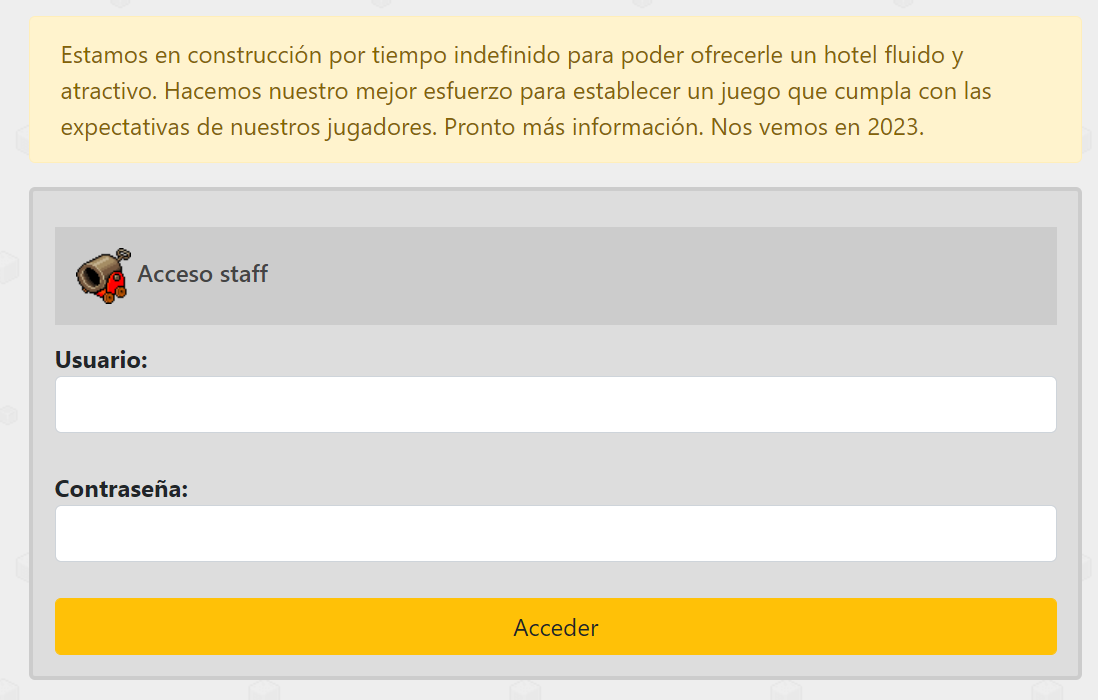 Estamos en construcción por tiempo indefinido para poder ofrecerle un hotel fluido y
atractivo. Hacemos nuestro mejor esfuerzo para establecer un juego que cumpla con las
expectativas de nuestros jugadores. Pronto más información. Nos vemos en 2023.
Acceso staff
Usuario:
Contraseña:
Acceder